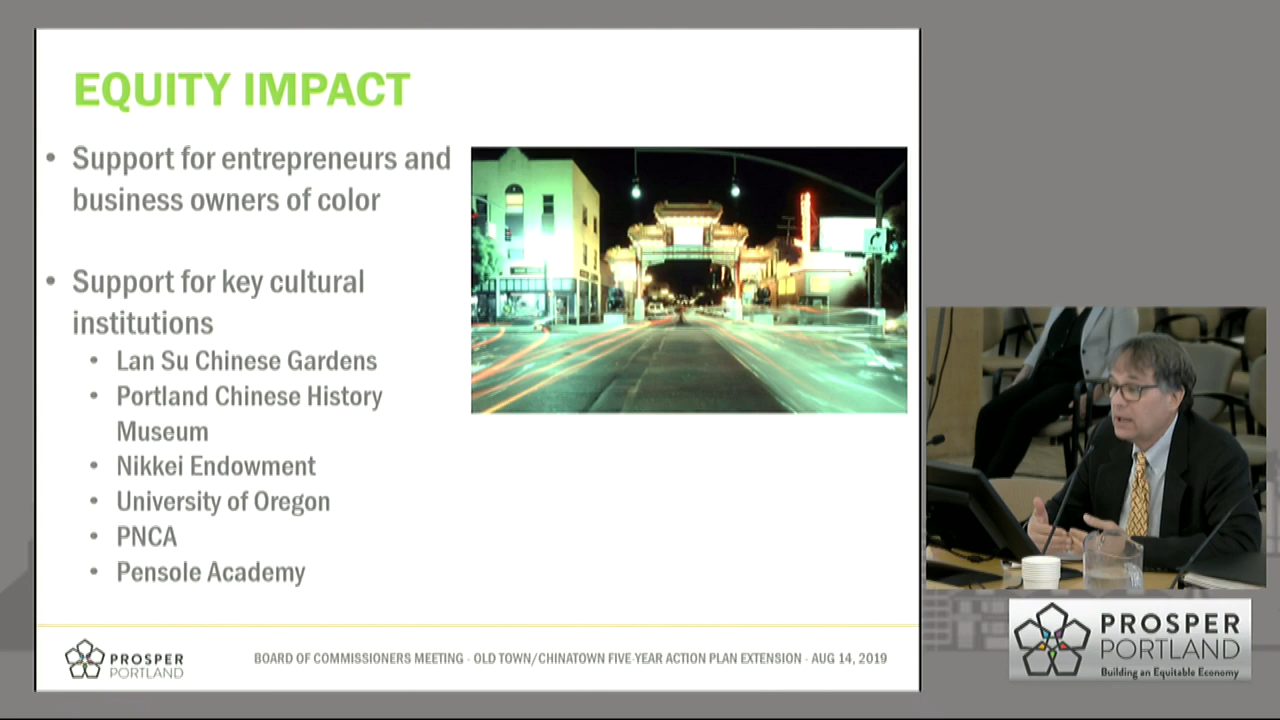 EQUITY IMPACT
• Support for entrepreneurs and
business owners of color
• Support for key cultural
institutions
• Lan Su Chinese Gardens
• Portland Chinese History
Museum
• Nikkei Endowment
• University of Oregon
• PNCA
• Pensole Academy
PROSPER
PORTLAND
BOARD OF COMMISSIONERS MEETING - OLD TOWN/CHINATOWN FIVE-YEAR ACTION PLAN EXTENSION - AUG 14, 2019
PROSPER
PORTLAND
Building an Equitable Economy